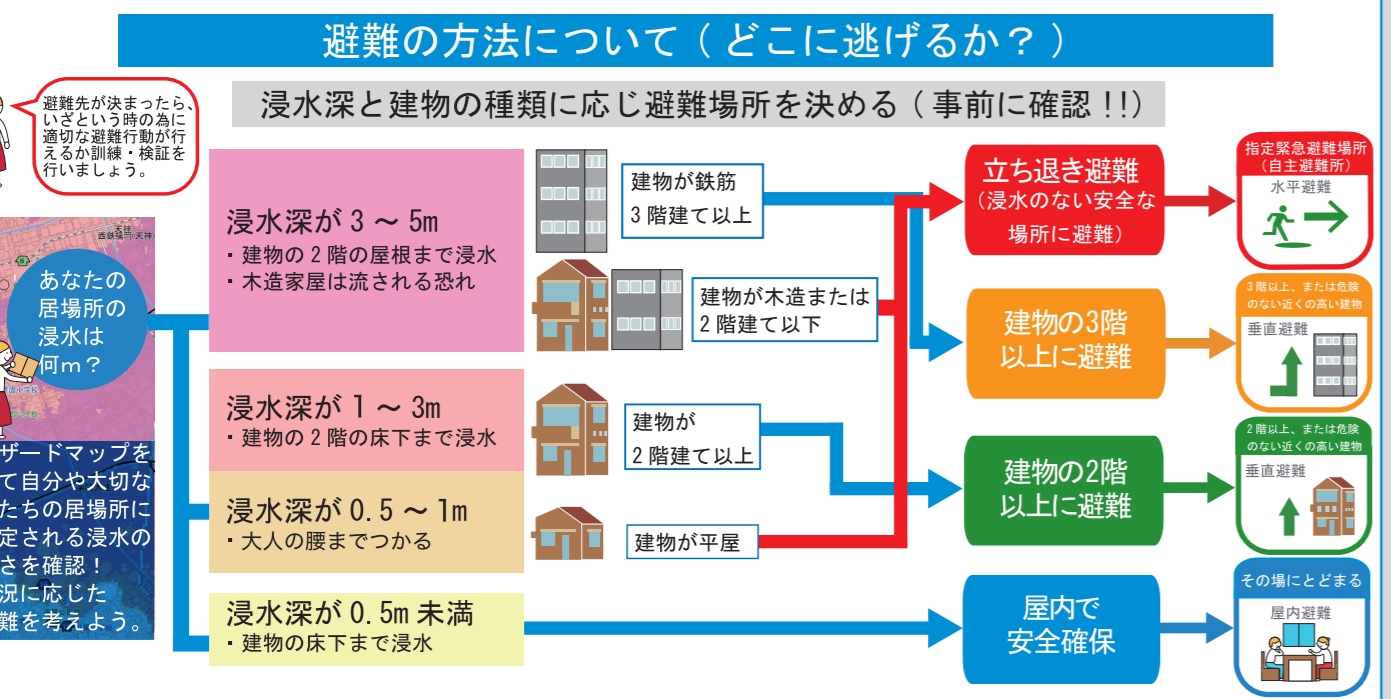 避難の方法について（どこに逃げるか？）
浸水深と建物の種類に応じ避難場所を決める（事前に確認!!）
避難先が決まったら、
いざという時の為に
適切な避難行動が行
えるか訓練・検証を
行いましょう。
天神
西鉄福岡(天神)
あなたの
居場所の
浸水は
何ｍ？
ザードマップを
て自分や大切な
たちの居場所に
定される浸水の
さを確認！
況に応じた
難を考えよう。
浸水深が 3 ～ 5m
・建物の 2 階の屋根まで浸水
・木造家屋は流される恐れ
浸水深が 1 ～ 3m
・建物の 2 階の床下まで浸水
浸水深が 0.5 ～ 1m
・大人の腰までつかる
浸水深が 0.5m 未満
・建物の床下まで浸水
建物が鉄筋
3 階建て以上
建物が木造または
2 階建て以下
建物が
2 階建て以上
建物が平屋
立ち退き避難
(浸水のない安全な
場所に避難)
建物の3階
以上に避難
建物の2階
以上に避難
屋内で
安全確保
指定緊急避難場所
（自主避難所）
水平避難
3 階以上、または危険
のない近くの高い建物
垂直避難
2 階以上、または危険
のない近くの高い建物
垂直避難
その場にとどまる
屋内避難